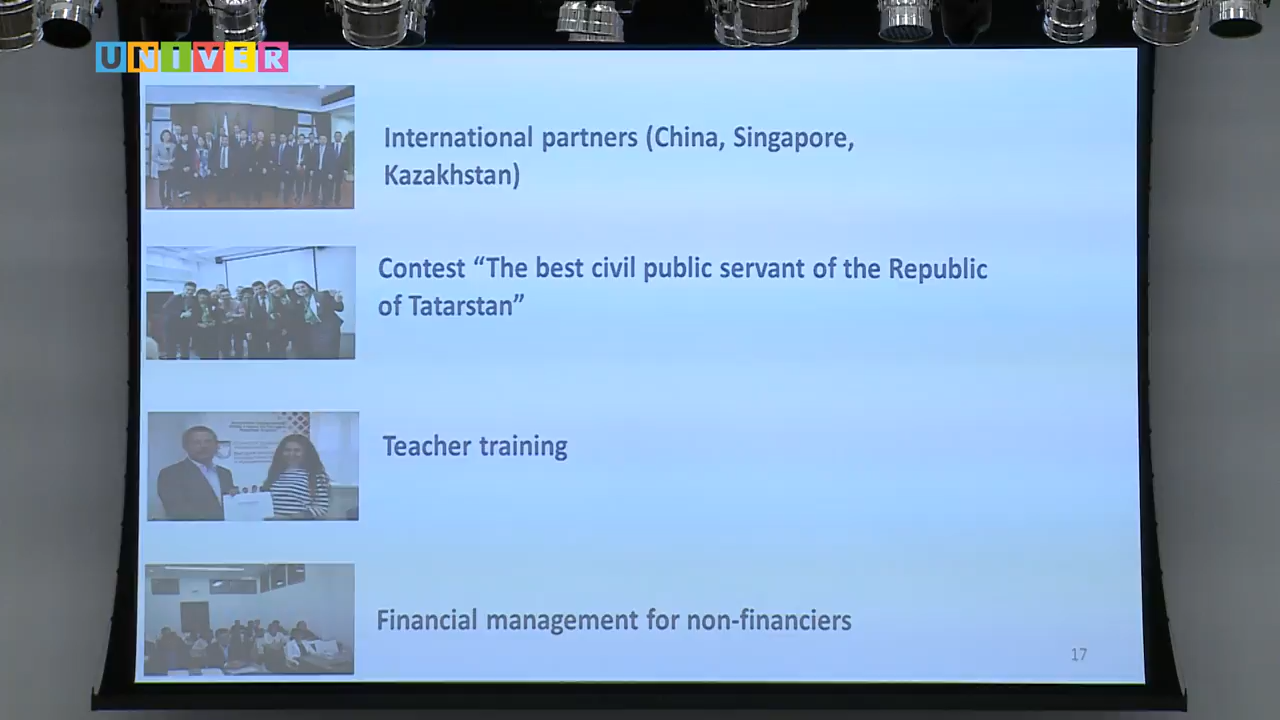 UNIVER
International partners (China, Singapore,
Kazakhstan)
Contest “The best civil public servant of the Republic
of Tatarstan”
Teacher training
Financial management for non-financiers
17